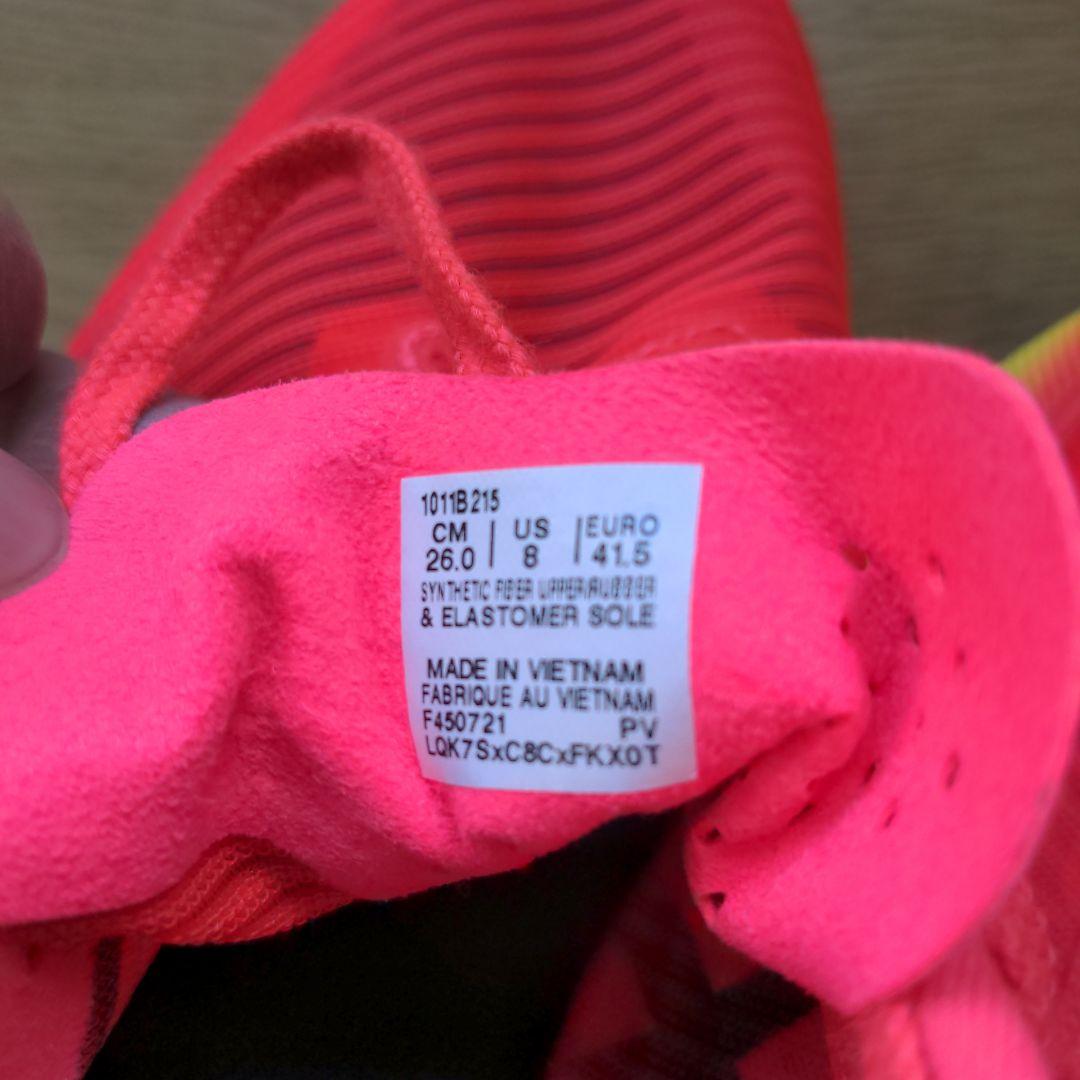 1011B215
CM | US | EURO
26.0 | 8 | 41.5
SYNTHETIC FIBER UPPER/RUBBER
& ELASTOMER SOLE
MADE IN VIETNAM
FABRIQUE AU VIETNAM
F450721 PV
LQK7SxC8CxFKX0T